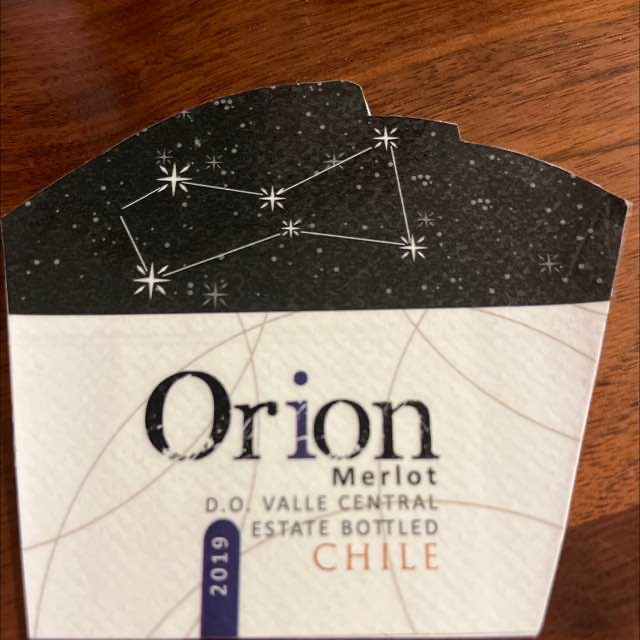 Orion
Merlot
D.O. VALLE CENTRAL
ESTATE BOTTLED
CHILE
2019